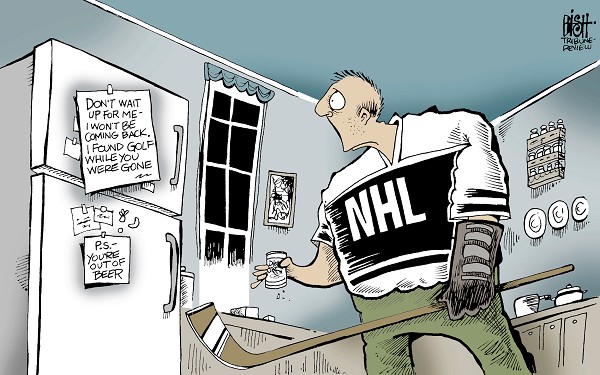 BISH
TRIBUNE-
REVIEW
DON'T WAIT
UP FOR ME-
I WON'T BE
COMING BACK.
I FOUND GOLF
WHILE YOU
WERE GONE
P.S.-
YOU'RE
OUT OF
BEER
NHL